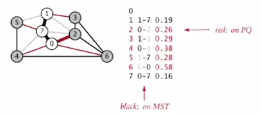 1
3
5
7
2
0
4
6
0
1 1-7 0.19
2 0-2 0.26
3 1-3 0.29
4 0-4 0.38
5 5-7 0.28
6 6-0 0.58
7 0-7 0.16
red: on PQ
black: on MST